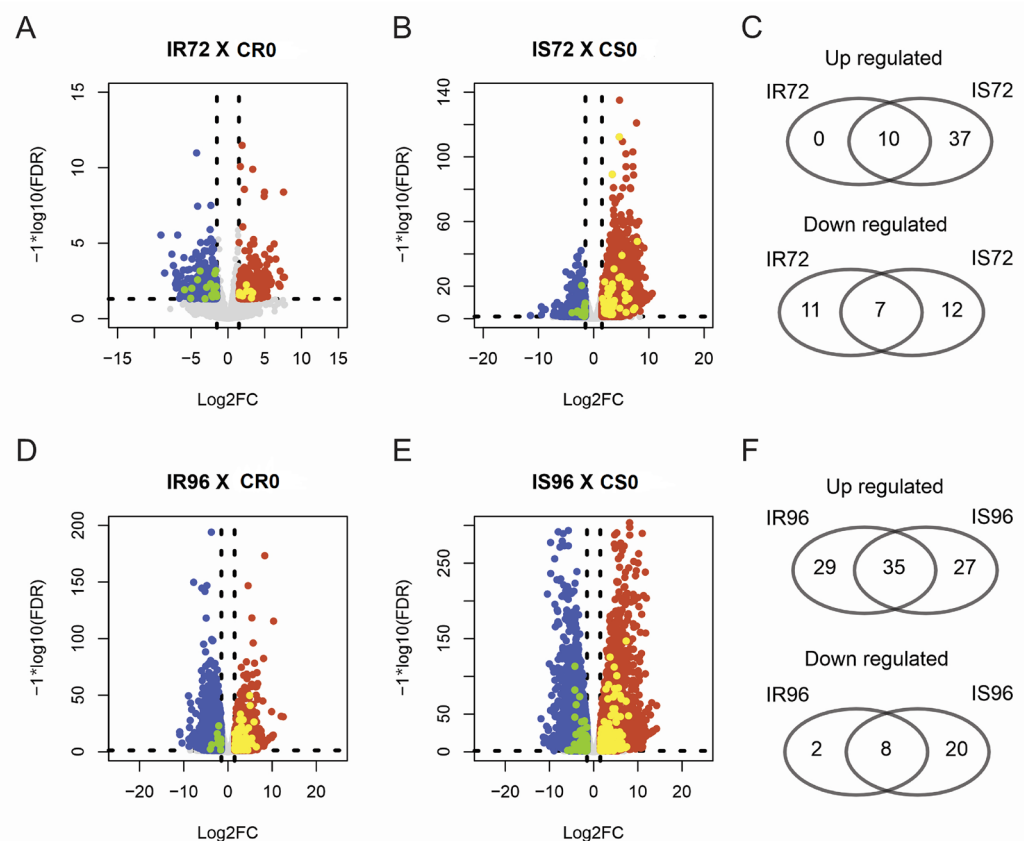 A
IR72 X CR0
−1*log10(FDR)
15
10
5
0
−15
−5
0
5
10
15
Log2FC
B
IS72 X CS0
−1*log10(FDR)
140
100
60
20
0
−20
−10
0
10
20
Log2FC
C
Up regulated
IR72
IS72
0
10
37
Down regulated
IR72
IS72
11
7
12
D
IR96 X CR0
−1*log10(FDR)
200
150
100
50
0
−20
−10
0
10
20
Log2FC
E
IS96 X CS0
−1*log10(FDR)
250
150
50
0
−20
−10
0
10
20
Log2FC
F
Up regulated
IR96
IS96
29
35
27
Down regulated
IR96
IS96
2
8
20